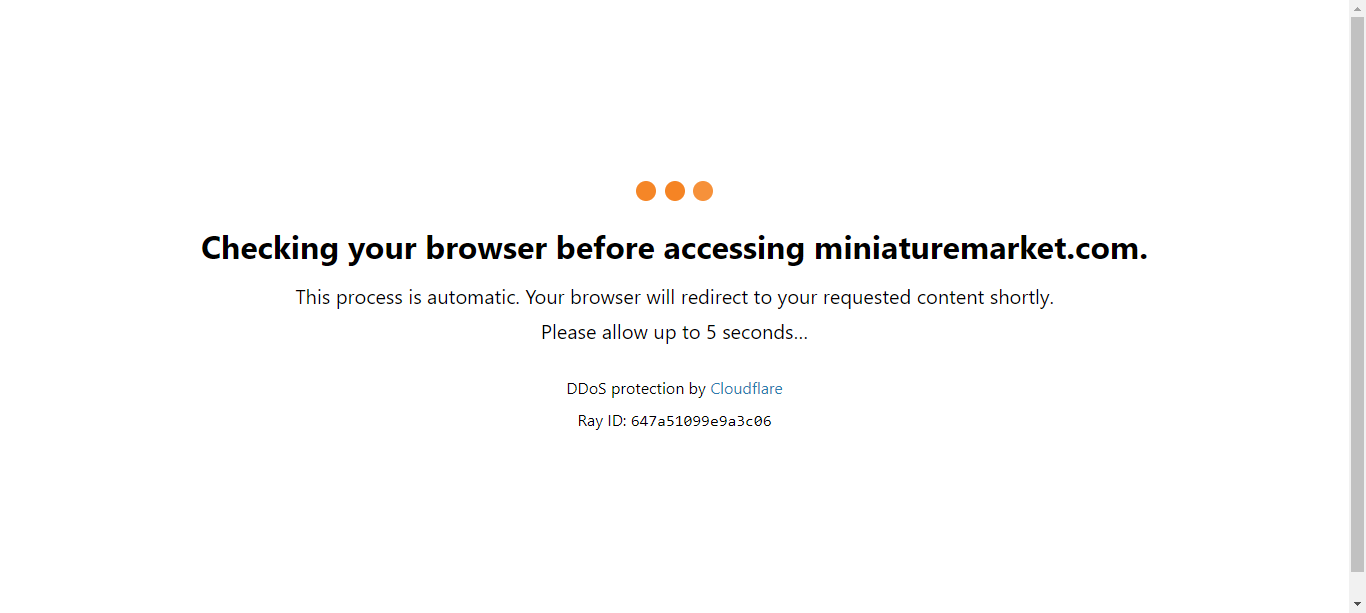 Checking your browser before accessing miniaturemarket.com.
This process is automatic. Your browser will redirect to your requested content shortly.
Please allow up to 5 seconds...
DDoS protection by Cloudflare
Ray ID: 647a51099e9a3c06